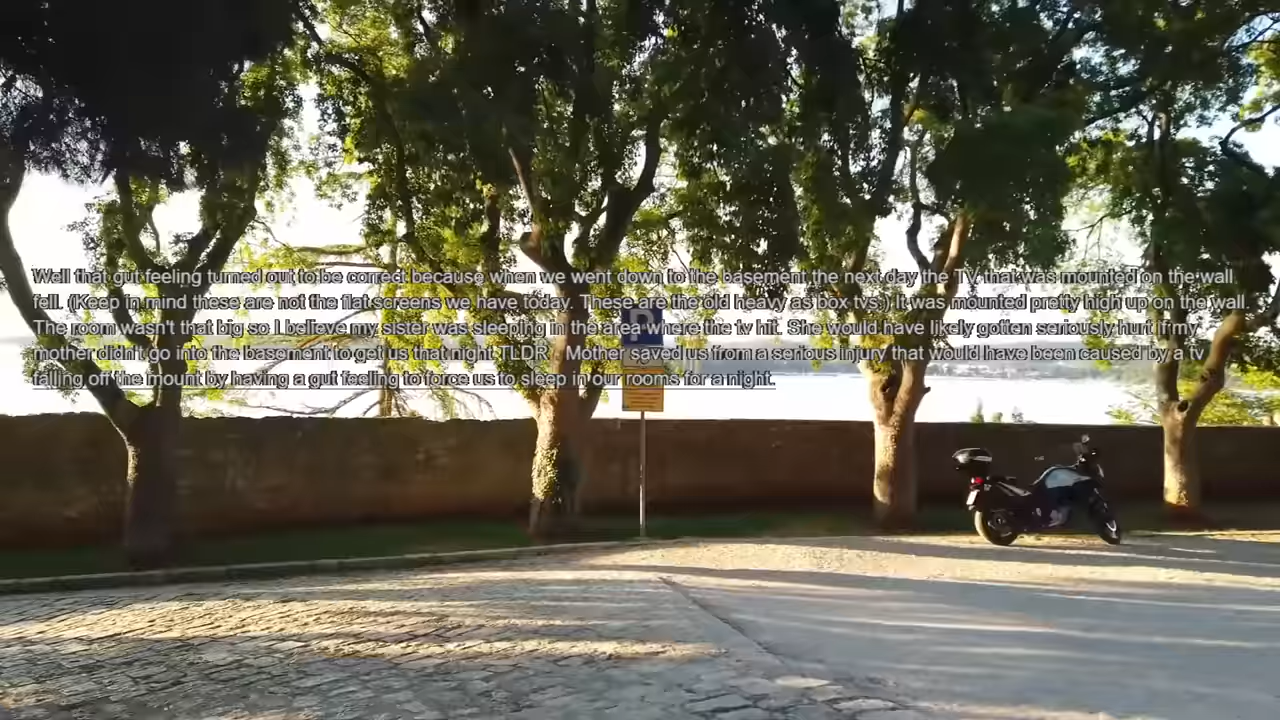 Well that gut feeling turned out to be correct because when we went down to the basement the next day the TV that was mounted on the wall
fell. (Keep in mind these are not the flat screens we have today. These are the old heavy as box tvs.) It was mounted pretty high up on the wall.
The room wasn't that big so I believe my sister was sleeping in the area where the tv hit. She would have likely gotten seriously hurt if my
mother didn't go into the basement to get us that night. TLDR : Mother saved us from a serious injury that would have been caused by a tv
falling off the mount by having a gut feeling to force us to sleep in our rooms for a night.
P